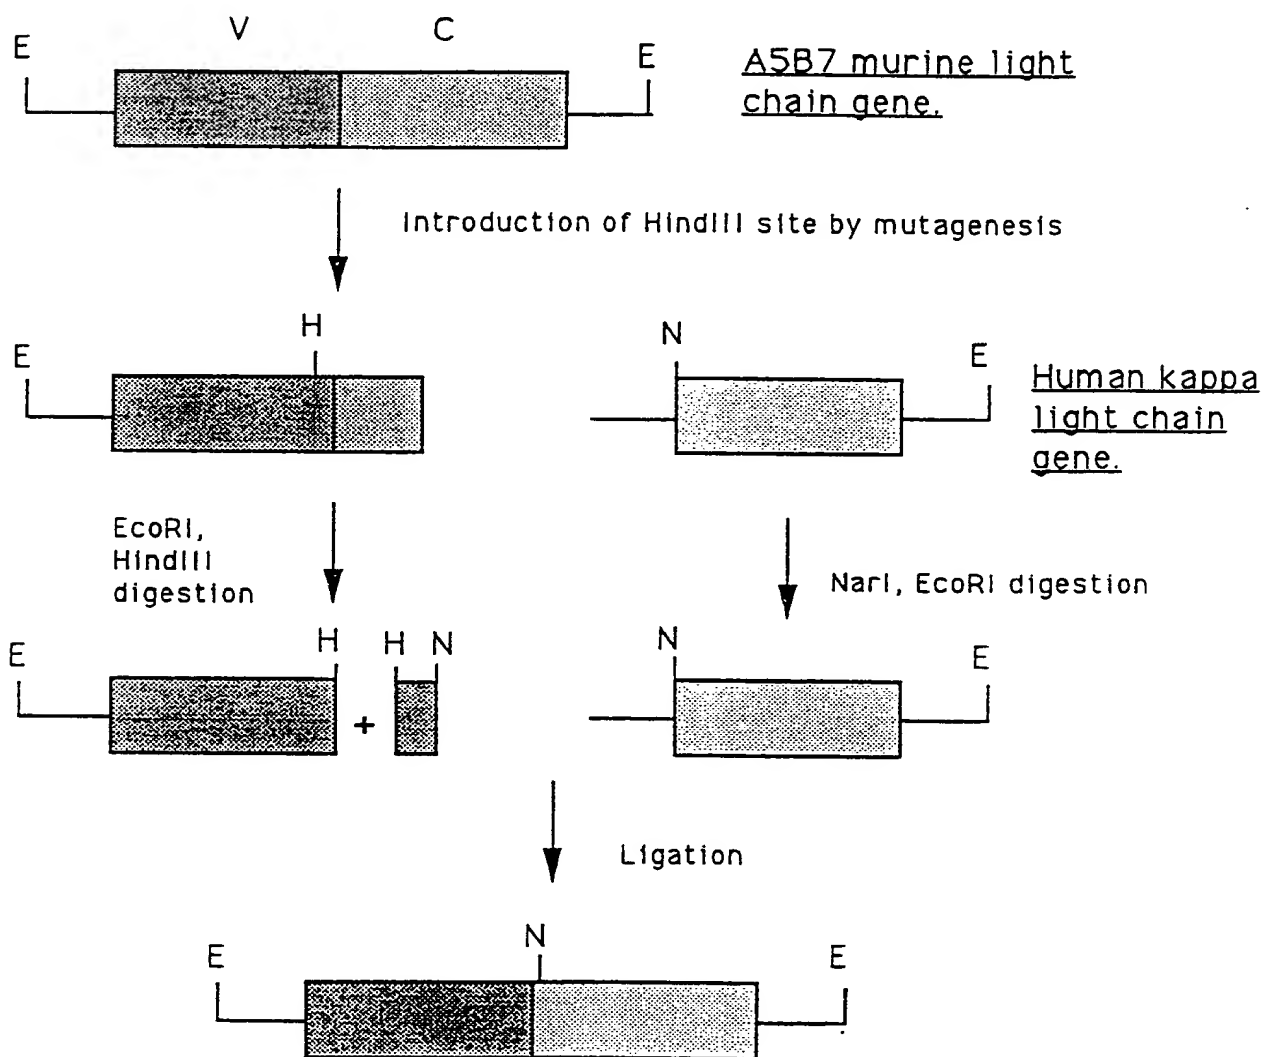 V C
E E
A5B7 murine light
chain gene.
Introduction of HindIII site by mutagenesis
H
E
N
E
Human kappa
light chain
gene.
EcoRI,
HindIII
digestion
NarI, EcoRI digestion
E H H N
+
N E
Ligation
E N E